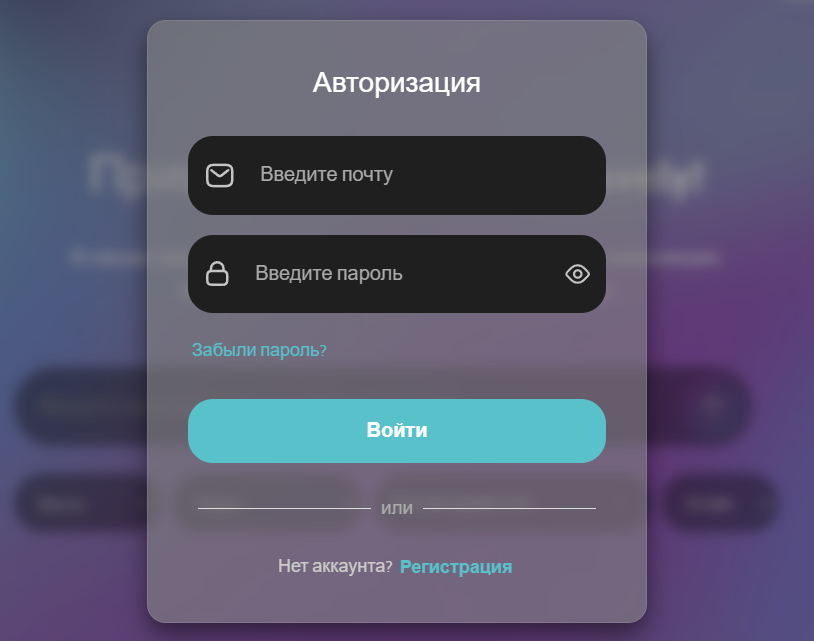 Авторизация
Введите почту
Введите пароль
Забыли пароль?
Войти
или
Нет аккаунта? Регистрация